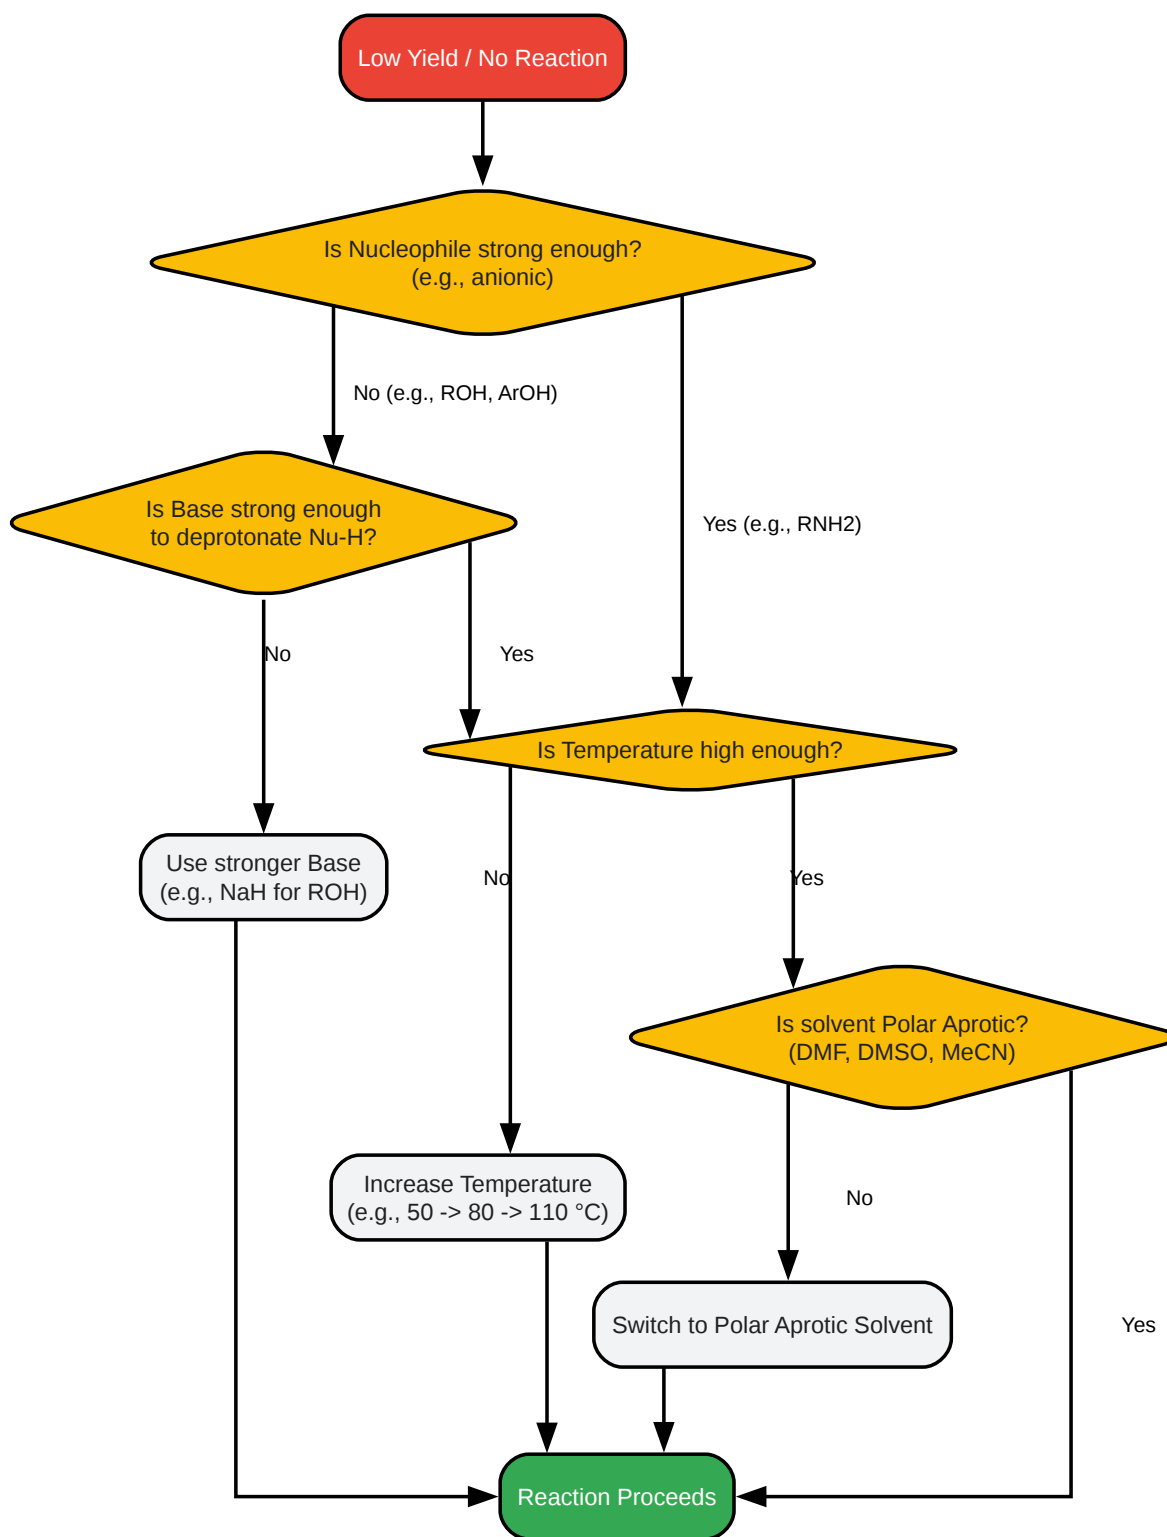 Low Yield / No Reaction
Is Nucleophile strong enough?
(e.g., anionic)
No (e.g., ROH, ArOH)
Is Base strong enough
to deprotonate Nu-H?
Yes (e.g., RNH2)
No
Yes
Is Temperature high enough?
Use stronger Base
(e.g., NaH for ROH)
No
Yes
Is solvent Polar Aprotic?
(DMF, DMSO, MeCN)
Increase Temperature
(e.g., 50 -> 80 -> 110 °C)
No
Switch to Polar Aprotic Solvent
Yes
Reaction Proceeds